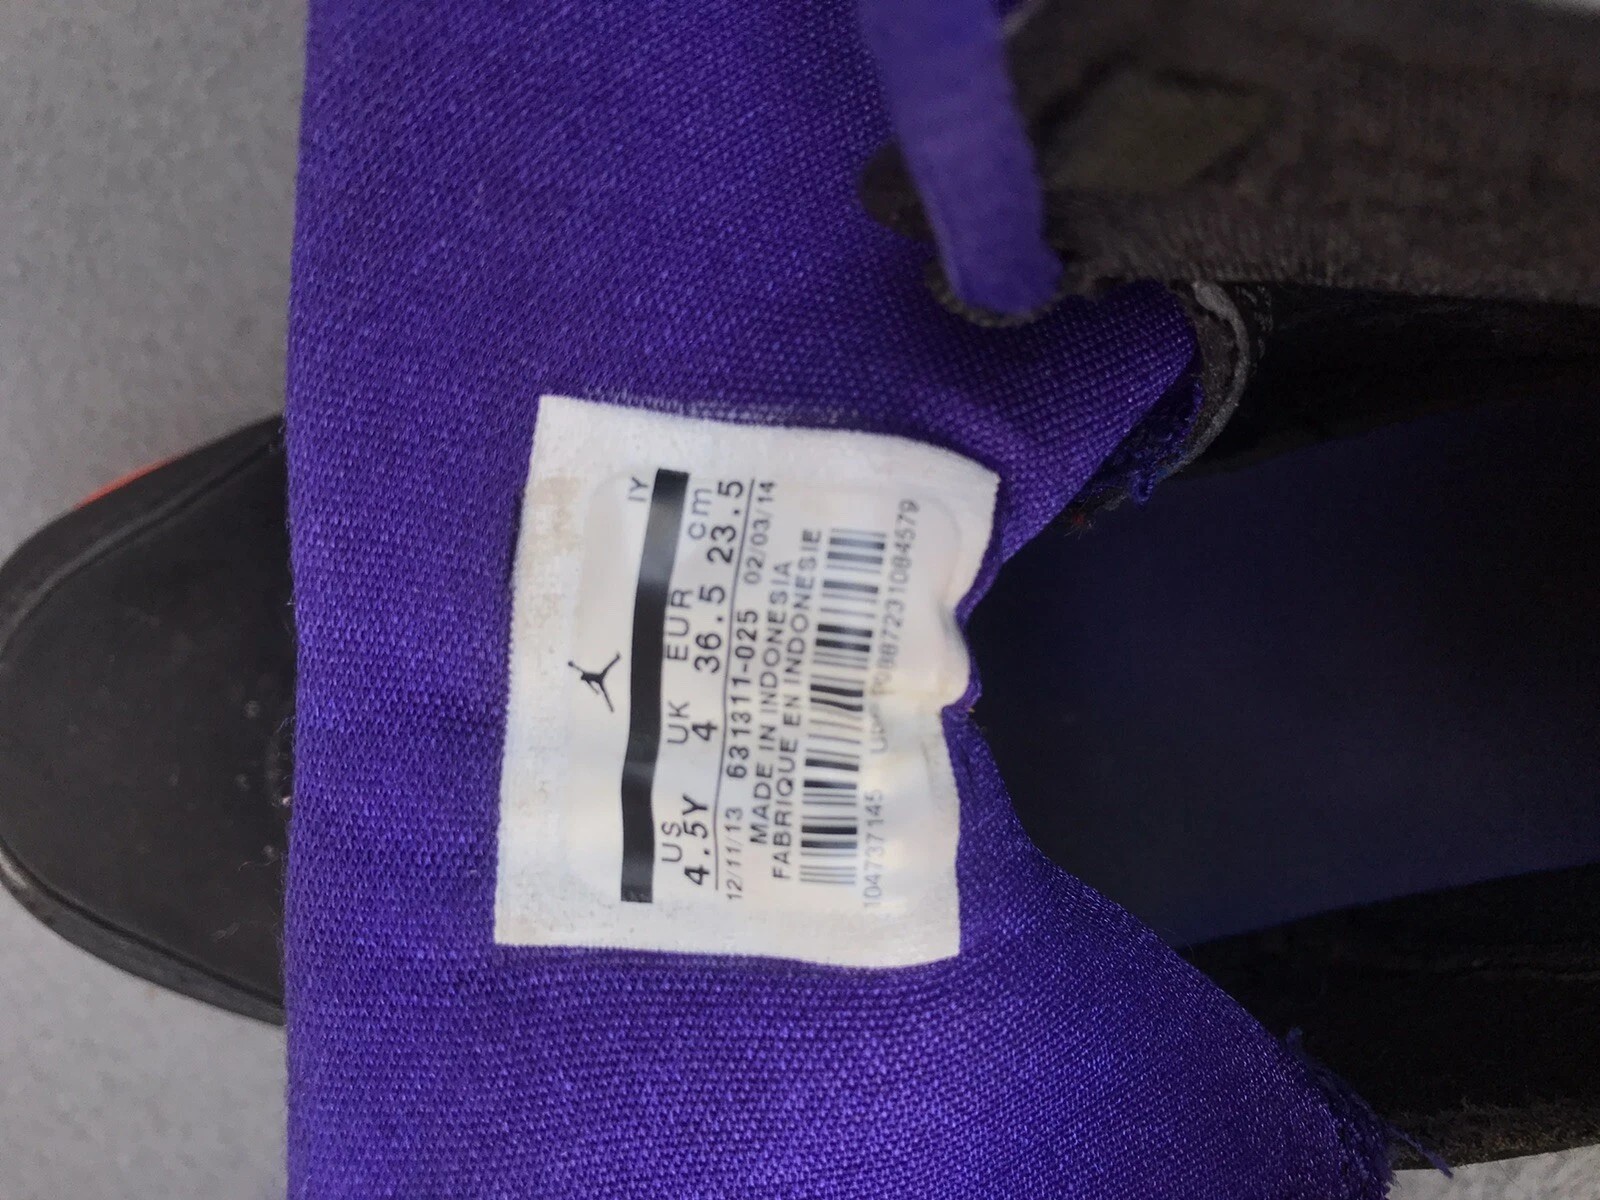 IY
US UK EUR cm
4.5Y 4 36.5 23.5
12/11/13 631311-025 02/03/14
MADE IN INDONESIA
FABRIQUE EN INDONESIE
1047371145